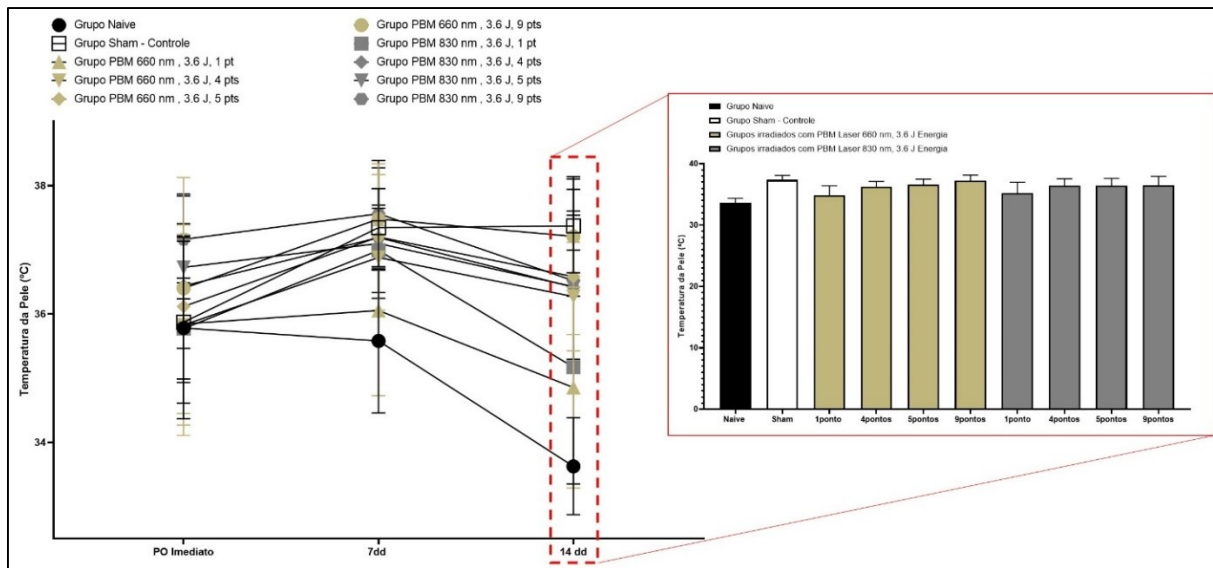 Grupo Naive
Grupo Sham - Controle
Grupo PBM 660 nm , 3.6 J, 1 pt
Grupo PBM 660 nm , 3.6 J, 4 pts
Grupo PBM 660 nm , 3.6 J, 5 pts
Grupo PBM 660 nm , 3.6 J, 9 pts
Grupo PBM 830 nm , 3.6 J, 1 pt
Grupo PBM 830 nm , 3.6 J, 4 pts
Grupo PBM 830 nm , 3.6 J, 5 pts
Grupo PBM 830 nm , 3.6 J, 9 pts
Temperatura da Pele (ºC)
38
36
34
PO Imediato 7dd 14 dd
Grupo Naive
Grupo Sham - Controle
Grupos irradiados com PBM Laser 660 nm, 3.6 J Energia
Grupos irradiados com PBM Laser 830 nm, 3.6 J Energia
Temperatura da Pele (ºC)
40
30
20
10
0
Naive Sham 1ponto 4pontos 5pontos 9pontos 1ponto 4pontos 5pontos 9pontos